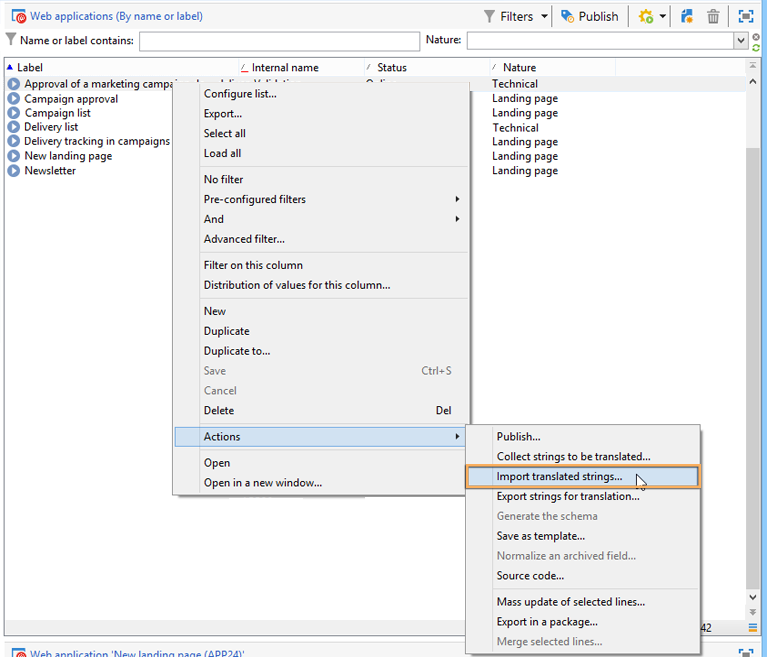 Web applications (By name or label)
Filters
Publish
Name or label contains:
Nature:
Label
Internal name
Status
Nature
Approval of a marketing
Technical
Campaign approval
Landing page
Campaign list
Landing page
Delivery list
Technical
Delivery tracking in campaigns
Landing page
New landing page
Landing page
Newsletter
Landing page
Configure list...
Export...
Select all
Load all
No filter
Pre-configured filters
And
Advanced filter...
Filter on this column
Distribution of values for this column...
New
Duplicate
Duplicate to...
Save Ctrl+S
Cancel
Delete Del
Actions
Open
Open in a new window...
Publish...
Collect strings to be translated...
Import translated strings...
Export strings for translation...
Generate the schema
Save as template...
Normalize an archived field...
Source code...
Mass update of selected lines...
Export in a package...
Merge selected lines...
42
Web application 'New landing page (APP24)'